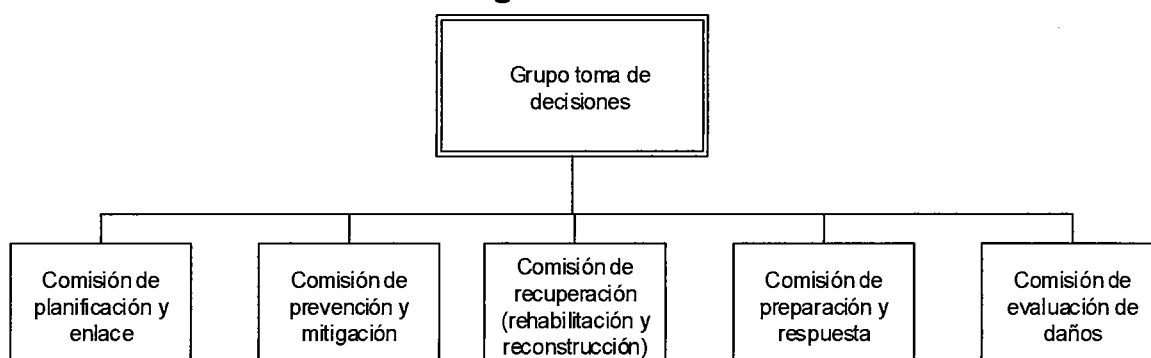 Grupo toma de
decisiones
Comisión de
planificación y
enlace
Comisión de
prevención y
mitigación
Comisión de
recuperación
(rehabilitación y
reconstrucción)
Comisión de
preparación y
respuesta
Comisión de
evaluación de
daños